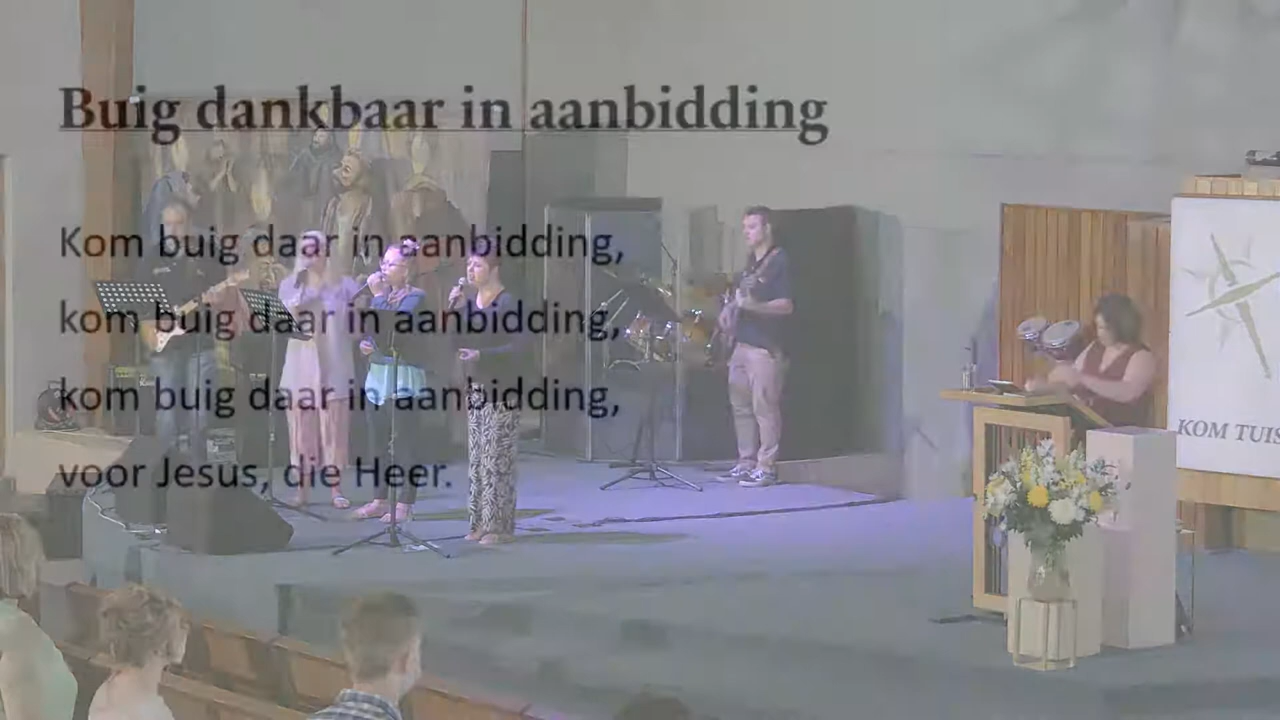 Buig dankbaar in aanbidding
Kom buig daar in aanbidding,
kom buig daar in aanbidding,
kom buig daar in aanbidding,
voor Jesus, die Heer.
KOM TUIS